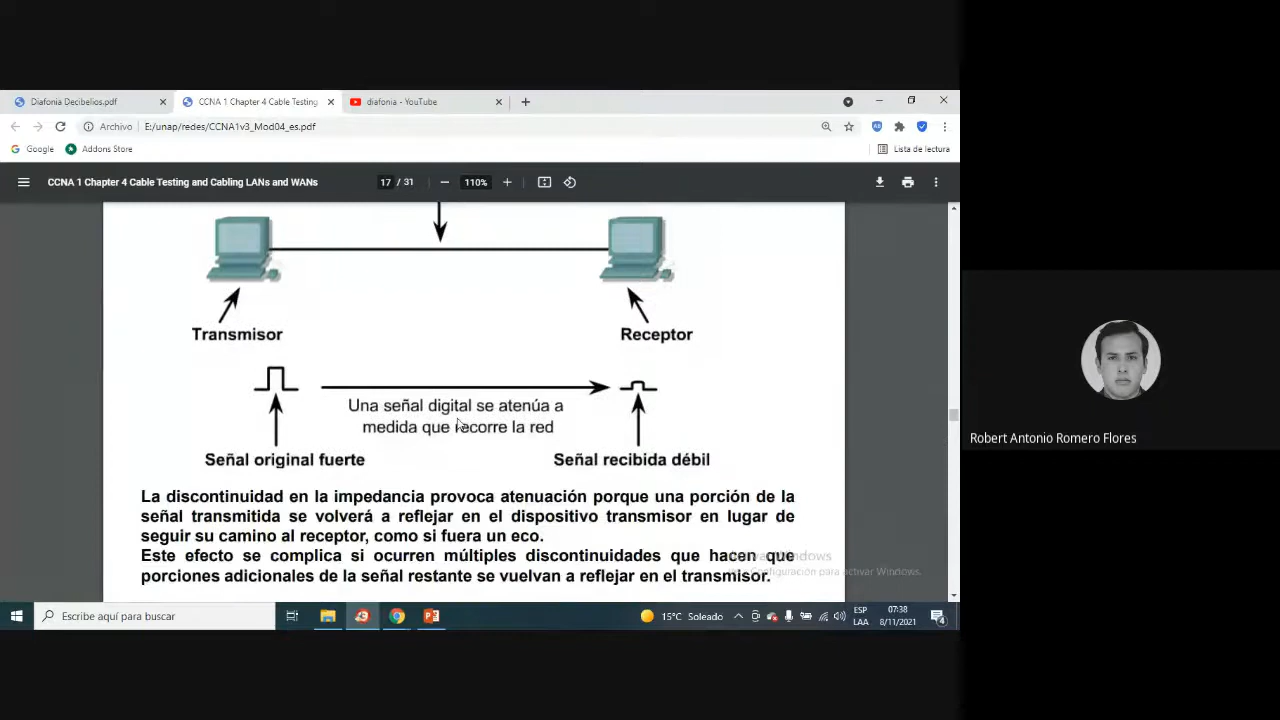 Diafonia Decibelios.pdf
CCNA 1 Chapter 4 Cable Testing
diafonia - YouTube
Archivo
E:/unap/redes/CCNA1v3_Mod04_es.pdf
Google
Addons Store
Lista de lectura
CCNA 1 Chapter 4 Cable Testing and Cabling LANs and WANs
17 / 31
110%
Transmisor
Receptor
Una señal digital se atenúa a
medida que recorre la red
Señal original fuerte
Señal recibida débil
La discontinuidad en la impedancia provoca atenuación porque una porción de la
señal transmitida se volverá a reflejar en el dispositivo transmisor en lugar de
seguir su camino al receptor, como si fuera un eco.
Este efecto se complica si ocurren múltiples discontinuidades que hacen que
porciones adicionales de la señal restante se vuelvan a reflejar en el transmisor.
Windows
Configuración para activar Windows.
Escribe aquí para buscar
15°C Soleado
ESP
LAA
07:38
8/11/2021
4
Robert Antonio Romero Flores